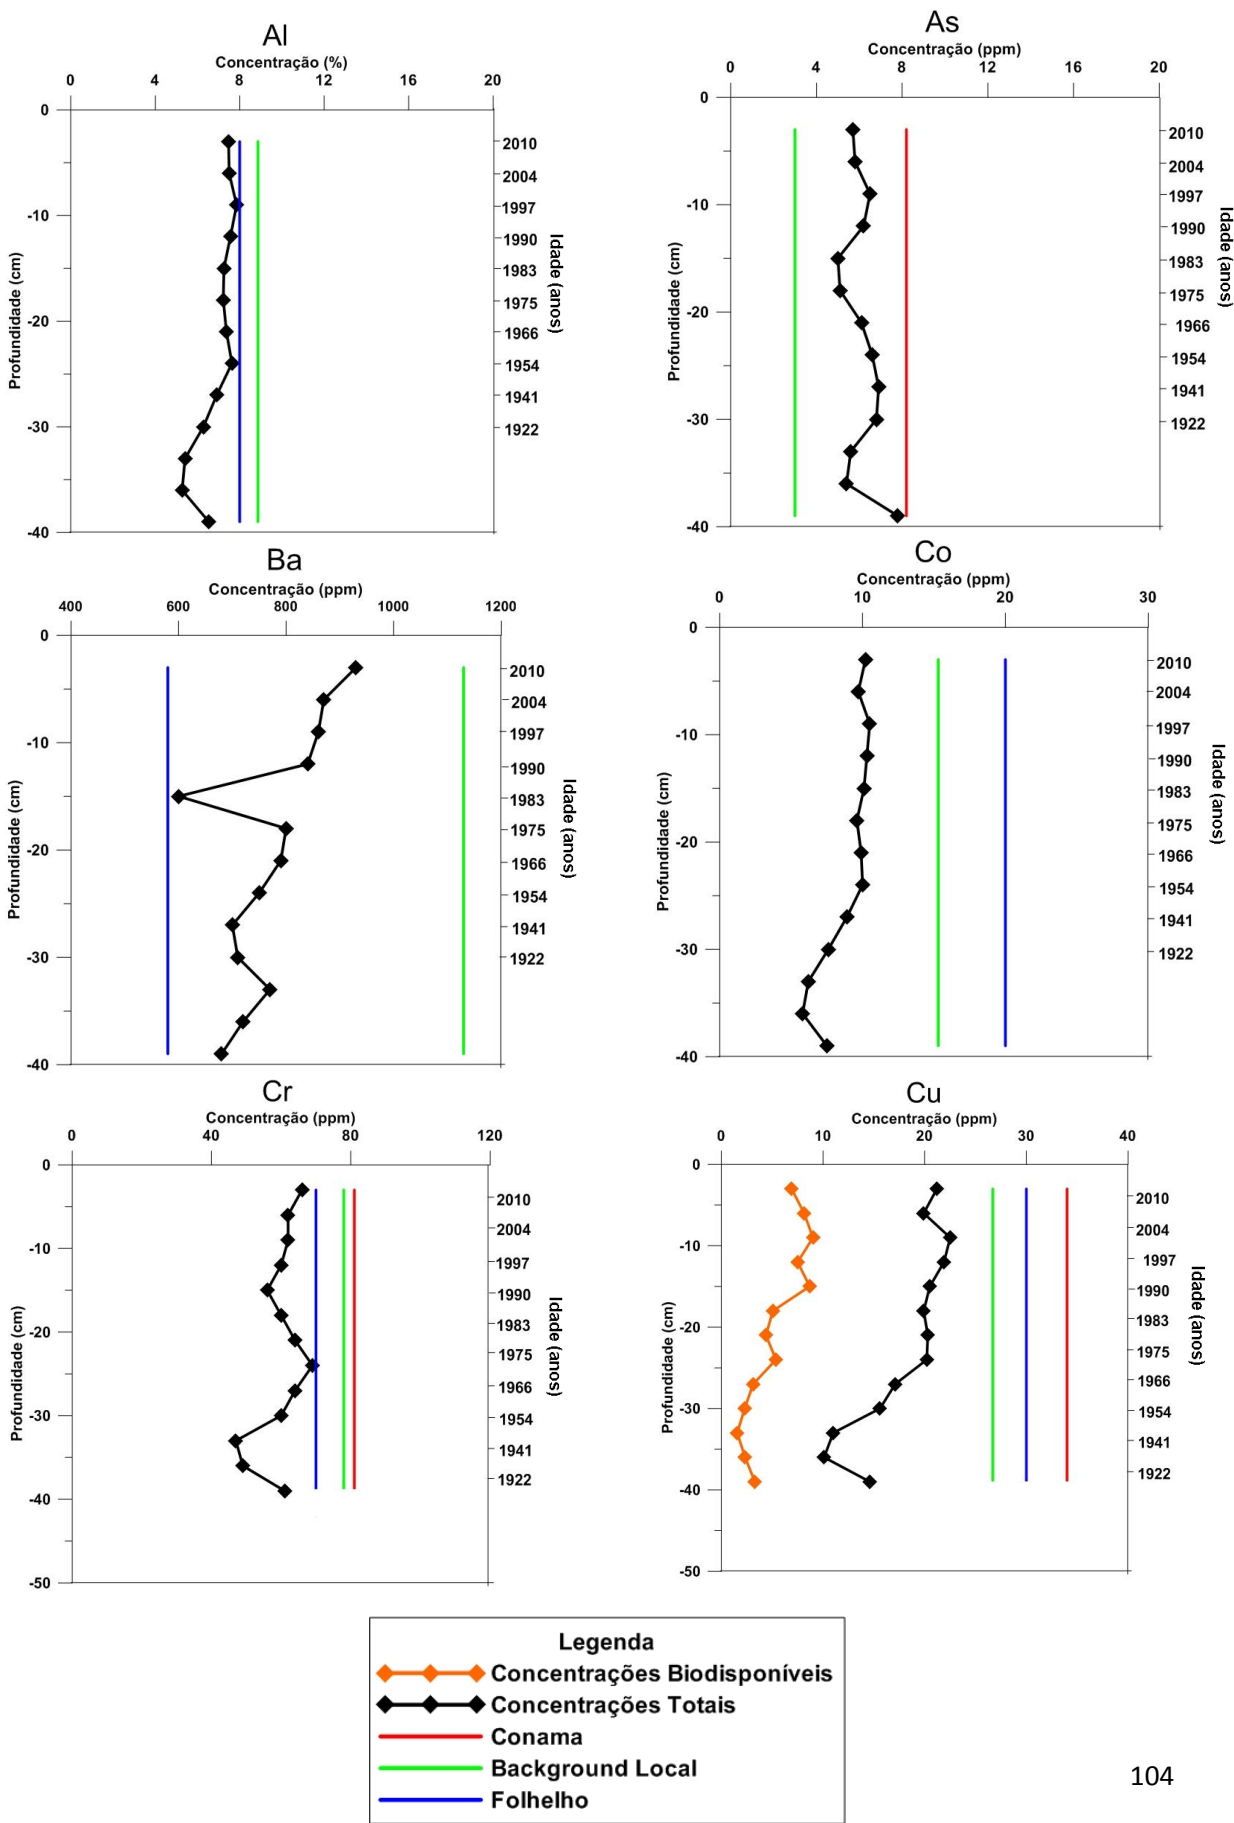 Al
Concentração (%)
0 4 8 12 16 20
0
-10
-20
-30
-40
Profundidade (cm)
2010
2004
1997
1990
1983
1975
1966
1954
1941
1922
Idade (anos)
As
Concentração (ppm)
0 4 8 12 16 20
0
-10
-20
-30
-40
Profundidade (cm)
2010
2004
1997
1990
1983
1975
1966
1954
1941
1922
Idade (anos)
Ba
Concentração (ppm)
400 600 800 1000 1200
0
-10
-20
-30
-40
Profundidade (cm)
2010
2004
1997
1990
1983
1975
1966
1954
1941
1922
Idade (anos)
Co
Concentração (ppm)
0 10 20 30
0
-10
-20
-30
-40
Profundidade (cm)
2010
2004
1997
1990
1983
1975
1966
1954
1941
1922
Idade (anos)
Cr
Concentração (ppm)
0 40 80 120
0
-10
-20
-30
-40
-50
Profundidade (cm)
2010
2004
1997
1990
1983
1975
1966
1954
1941
1922
Idade (anos)
Cu
Concentração (ppm)
0 10 20 30 40
0
-10
-20
-30
-40
-50
Profundidade (cm)
2010
2004
1997
1990
1983
1975
1966
1954
1941
1922
Idade (anos)
Legenda
Concentrações Biodisponíveis
Concentrações Totais
Conama
Background Local
Folhelho
104